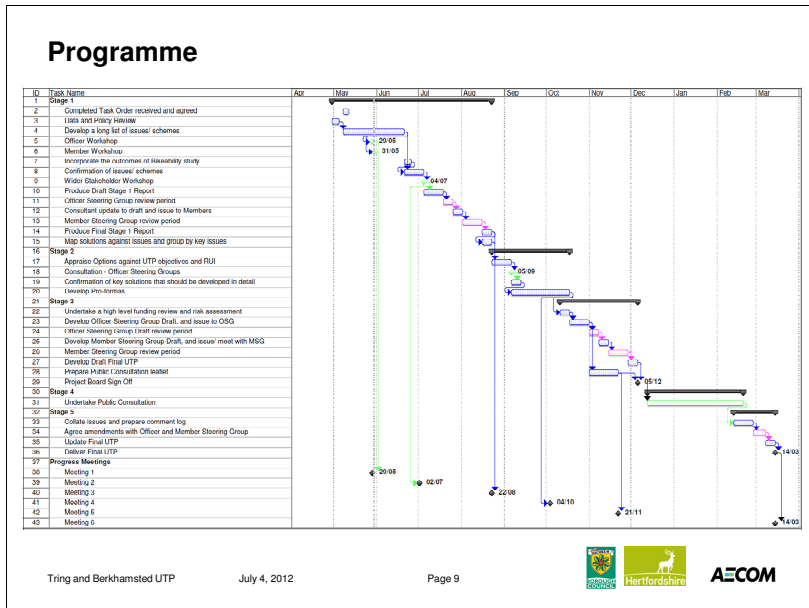 Programme
ID Task Name Apr May Jun Jul Aug Sep Oct Nov Dec Jan Feb Mar
1 Stage 1
2 Completed Task Order received and agreed
3 Data and Policy Review
4 Develop a long list of issues/ schemes
5 Officer Workshop 29/05
6 Member Workshop 31/05
7 Incorporate the outcomes of Bikeability study
8 Confirmation of issues/ schemes
9 Wider Stakeholder Workshop 04/07
10 Produce Draft Stage 1 Report
11 Officer Steering Group review period
12 Consultant update to draft and issue to Members
13 Member Steering Group review period
14 Produce Final Stage 1 Report
15 Map solutions against issues and group by key issues
16 Stage 2
17 Appraise Options against UTP objectives and RUI
18 Consultation - Officer Steering Groups 05/09
19 Confirmation of key solutions that should be developed in detail
20 Develop Pro-formas
21 Stage 3
22 Undertake a high level funding review and risk assessment
23 Develop Officer Steering Group Draft, and issue to OSG
24 Officer Steering Group Draft review period
25 Develop Member Steering Group Draft, and issue/ meet with MSG
26 Member Steering Group review period
27 Develop Draft Final UTP
28 Prepare Public Consultation leaflet
29 Project Board Sign Off 05/12
30 Stage 4
31 Undertake Public Consultation
32 Stage 5
33 Collate issues and prepare comment log
34 Agree amendments with Officer and Member Steering Group
35 Update Final UTP
36 Deliver Final UTP 14/03
37 Progress Meetings
38 Meeting 1 29/05
39 Meeting 2 02/07
40 Meeting 3 22/08
41 Meeting 4 04/10
42 Meeting 5 21/11
43 Meeting 6 14/03
Tring and Berkhamsted UTP July 4, 2012 Page 9
BOROUGH
COUNCIL
Hertfordshire
AECOM